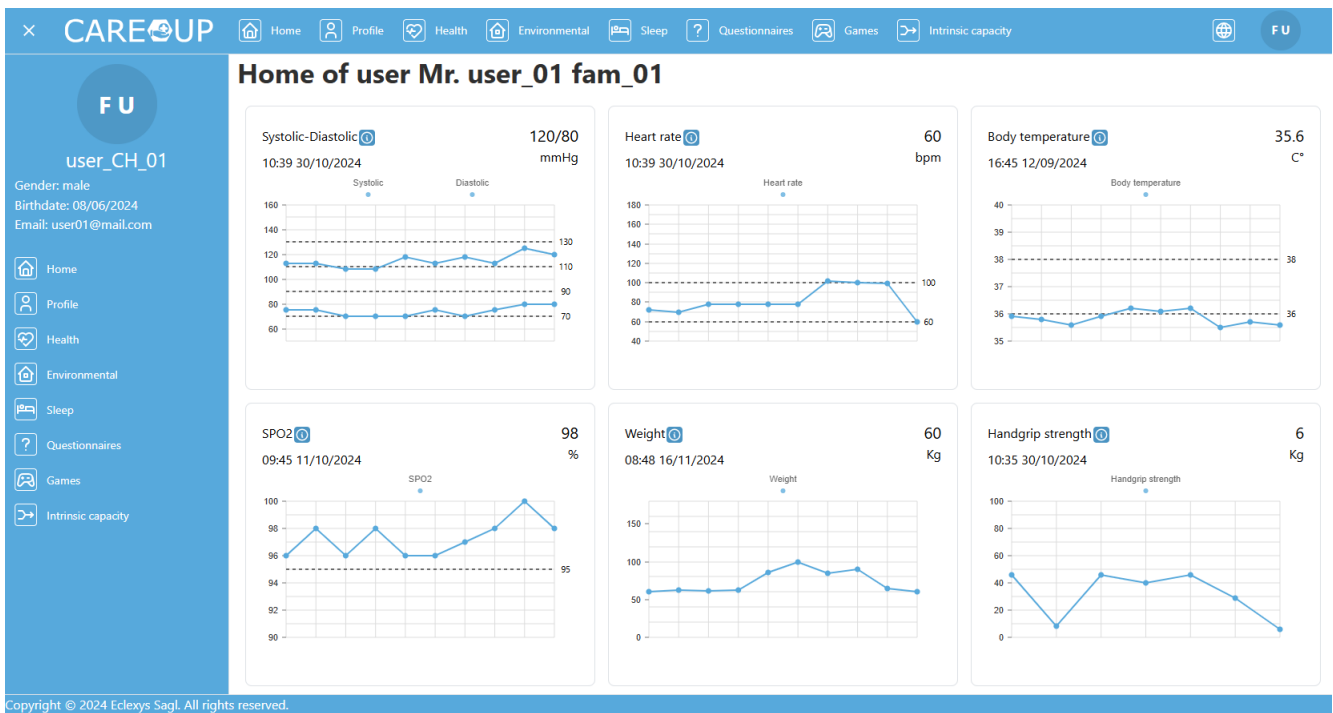 × CARE UP Home Profile Health Environmental Sleep ? Questionnaires Games Intrinsic capacity F U
F U
user_CH_01
Gender: male
Birthdate: 08/06/2024
Email: user01@mail.com
Home
Profile
Health
Environmental
Sleep
? Questionnaires
Games
Intrinsic capacity
Home of user Mr. user_01 fam_01
Systolic-Diastolic 120/80
10:39 30/10/2024 mmHg
Systolic Diastolic
160
140
130
120
110
100
90
80
70
60
Heart rate 60
10:39 30/10/2024 bpm
Heart rate
180
160
140
120
100 100
80
60 60
40
Body temperature 35.6
16:45 12/09/2024 C°
Body temperature
40
39
38 38
37
36 36
35
SPO2 98
09:45 11/10/2024 %
SPO2
100
98
96
95
94
92
90
Weight 60
08:48 16/11/2024 Kg
Weight
150
100
50
0
Handgrip strength 6
10:35 30/10/2024 Kg
Handgrip strength
100
80
60
40
20
0
Copyright © 2024 Eclexys Sagl. All rights reserved.